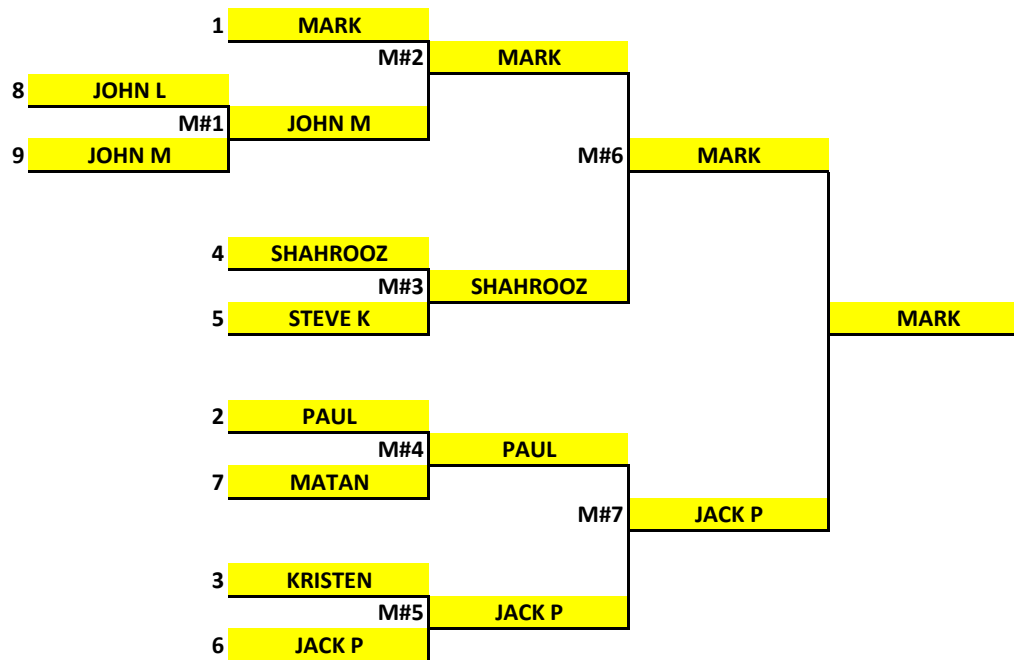 1 MARK
M#2 MARK
8 JOHN L
M#1 JOHN M
9 JOHN M
M#6 MARK
4 SHAHROOZ
M#3 SHAHROOZ
5 STEVE K
MARK
2 PAUL
M#4 PAUL
7 MATAN
M#7 JACK P
3 KRISTEN
M#5 JACK P
6 JACK P